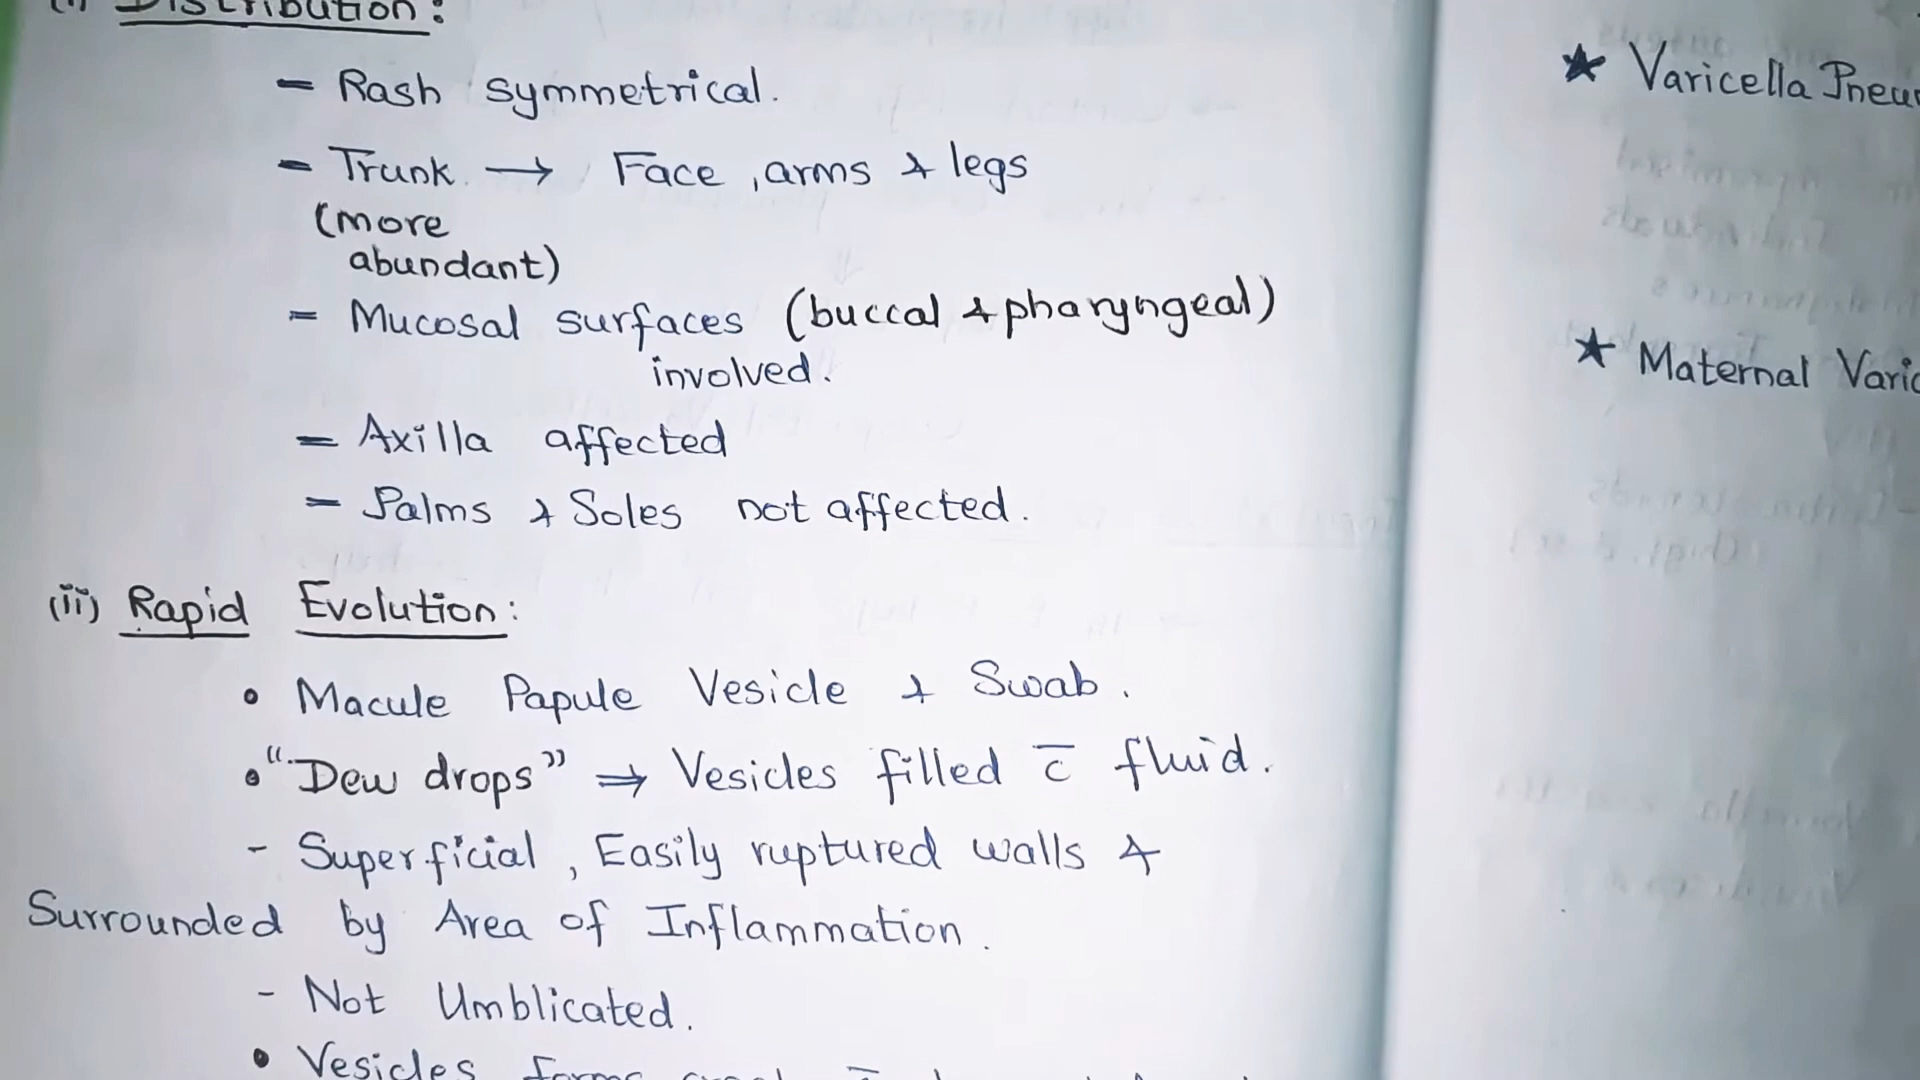 (i) Distribution:
- Rash symmetrical.
- Trunk → Face, arms & legs
(more
abundant)
= Mucosal surfaces (buccal & pharyngeal)
involved.
- Axilla affected
- Palms & Soles not affected.
(ii) Rapid Evolution:
• Macule Papule Vesicle & Swab.
• "Dew drops" → Vesicles filled c̅ fluid.
- Superficial, Easily ruptured walls &
Surrounded by Area of Inflammation.
- Not Umblicated.
• Vesicles
★ Varicella
★ Maternal